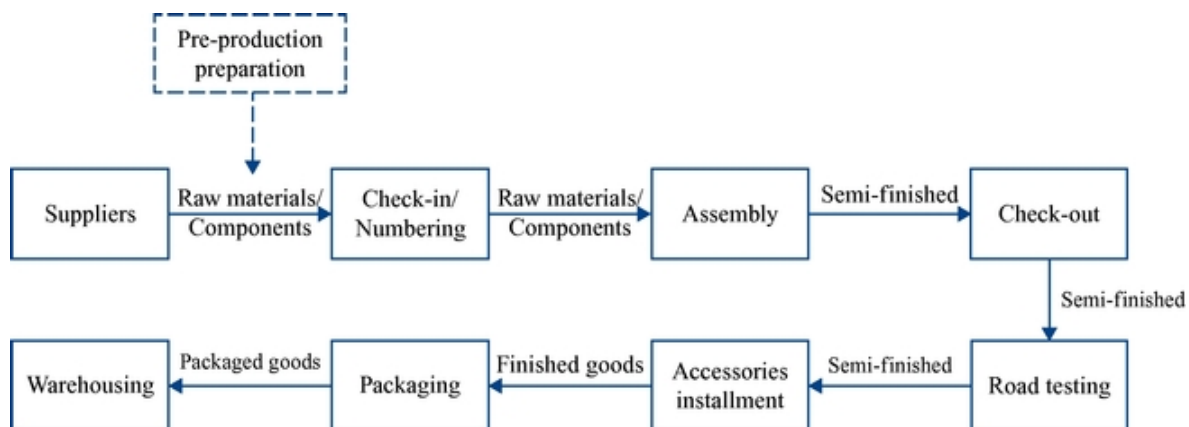 Pre-production
preparation
Suppliers
Raw materials/
Components
Check-in/
Numbering
Raw materials/
Components
Assembly
Semi-finished
Check-out
Semi-finished
Road testing
Semi-finished
Accessories
installment
Finished goods
Packaging
Packaged goods
Warehousing